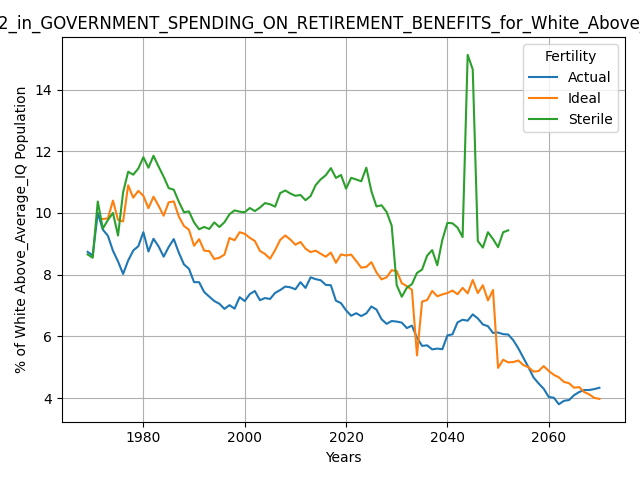 2_in_GOVERNMENT_SPENDING_ON_RETIREMENT_BENEFITS_for_White_Above_
Fertility
Actual
Ideal
Sterile
% of White Above_Average_IQ Population
14
12
10
8
6
4
1980
2000
2020
2040
2060
Years